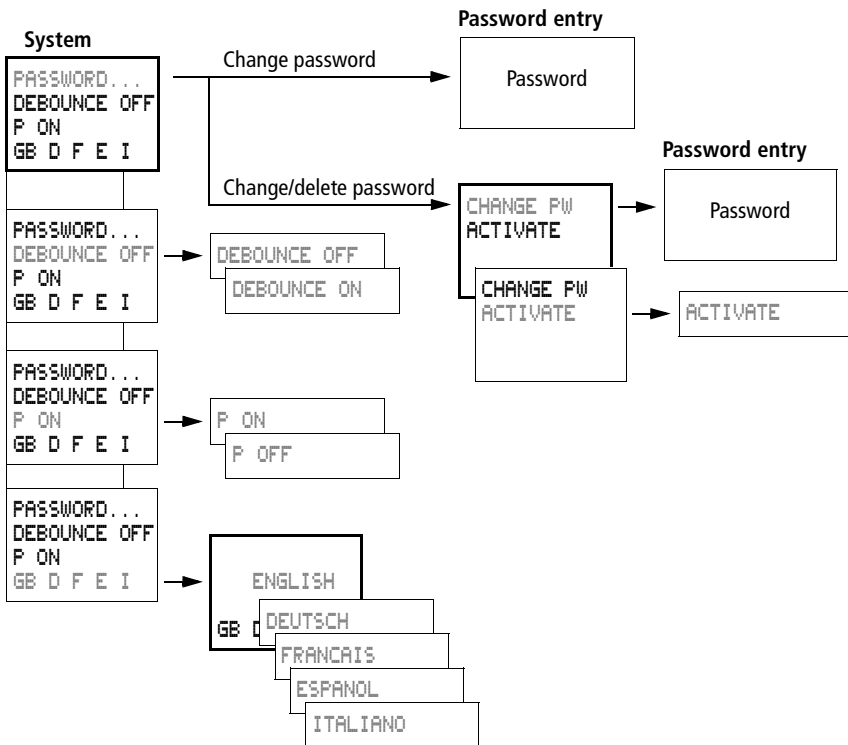 Password entry
System
Change password
PASSWORD...
DEBOUNCE OFF
P ON
GB D F E I
Password
Password entry
Change/delete password
CHANGE PW
ACTIVATE
Password
PASSWORD...
DEBOUNCE OFF
P ON
GB D F E I
DEBOUNCE OFF
DEBOUNCE ON
CHANGE PW
ACTIVATE
ACTIVATE
PASSWORD...
DEBOUNCE OFF
P ON
GB D F E I
P ON
P OFF
PASSWORD...
DEBOUNCE OFF
P ON
GB D F E I
ENGLISH
GB D
DEUTSCH
FRANCAIS
ESPANOL
ITALIANO